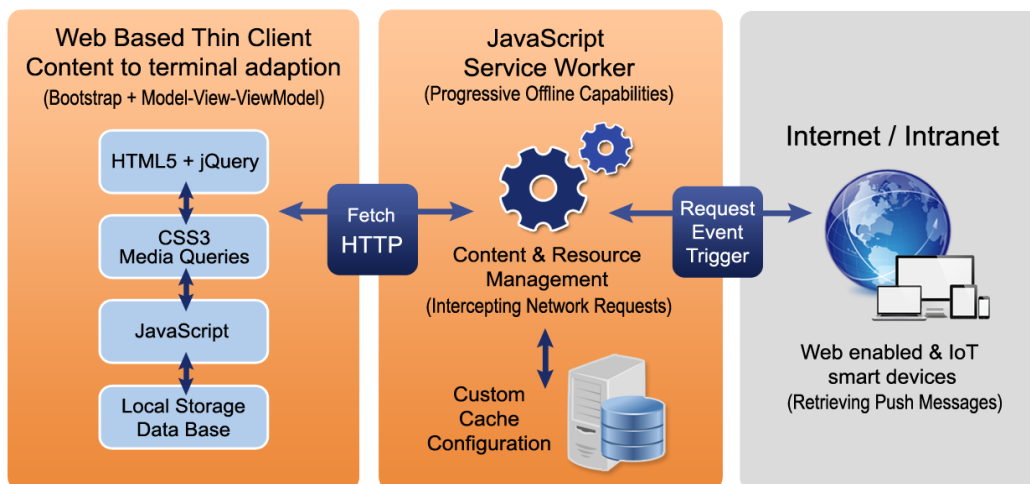 Web Based Thin Client
Content to terminal adaption
(Bootstrap + Model-View-ViewModel)
HTML5 + jQuery
CSS3
Media Queries
JavaScript
Local Storage
Data Base
Fetch
HTTP
JavaScript
Service Worker
(Progressive Offline Capabilities)
Content & Resource
Management
(Intercepting Network Requests)
Custom
Cache
Configuration
Request
Event
Trigger
Internet / Intranet
Web enabled & IoT
smart devices
(Retrieving Push Messages)